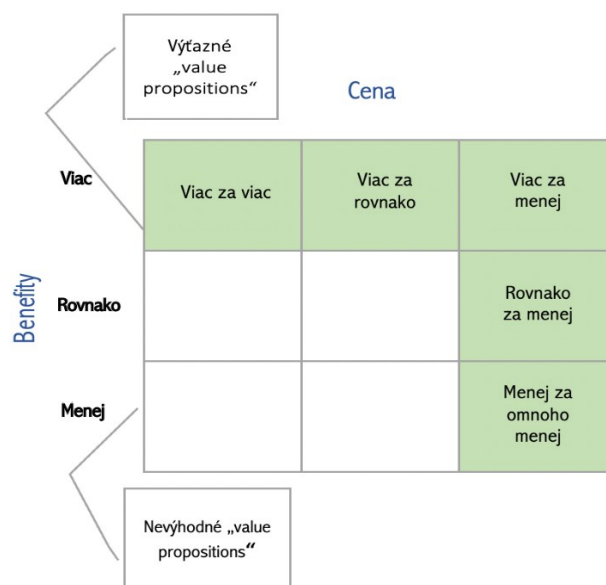 Výťazné
„value
propositions“
Cena
Viac
Viac za viac
Viac za
rovnako
Viac za
menej
Benefity
Rovnako
Rovnako
za menej
Menej
Menej za
omnoho
menej
Nevýhodné „value
propositions“